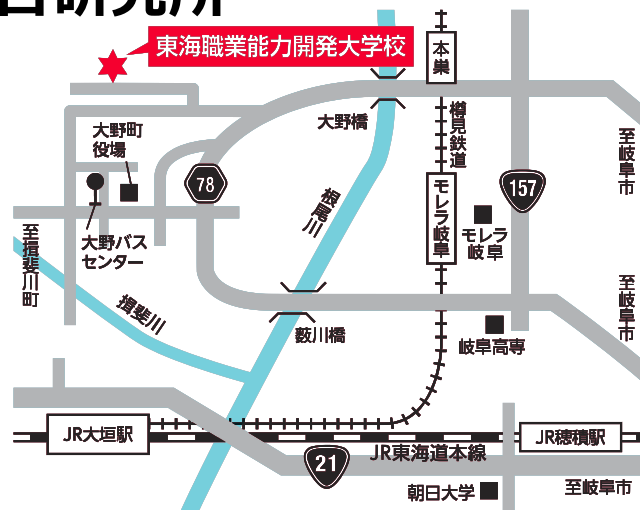 東海職業能力開発大学校
本巣
大野橋
樽見鉄道
至岐阜市
大野町
役場
78
157
モレラ岐阜
根尾川
モレラ
岐阜
大野バス
センター
至揖斐川町
揖斐川
薮川橋
至岐阜市
岐阜高専
JR大垣駅
JR穂積駅
JR東海道本線
21
朝日大学
至岐阜市